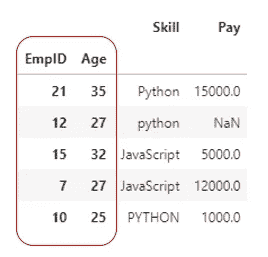 Skill Pay
EmpID Age
21 35 Python 15000.0
12 27 python NaN
15 32 JavaScript 5000.0
7 27 JavaScript 12000.0
10 25 PYTHON 1000.0